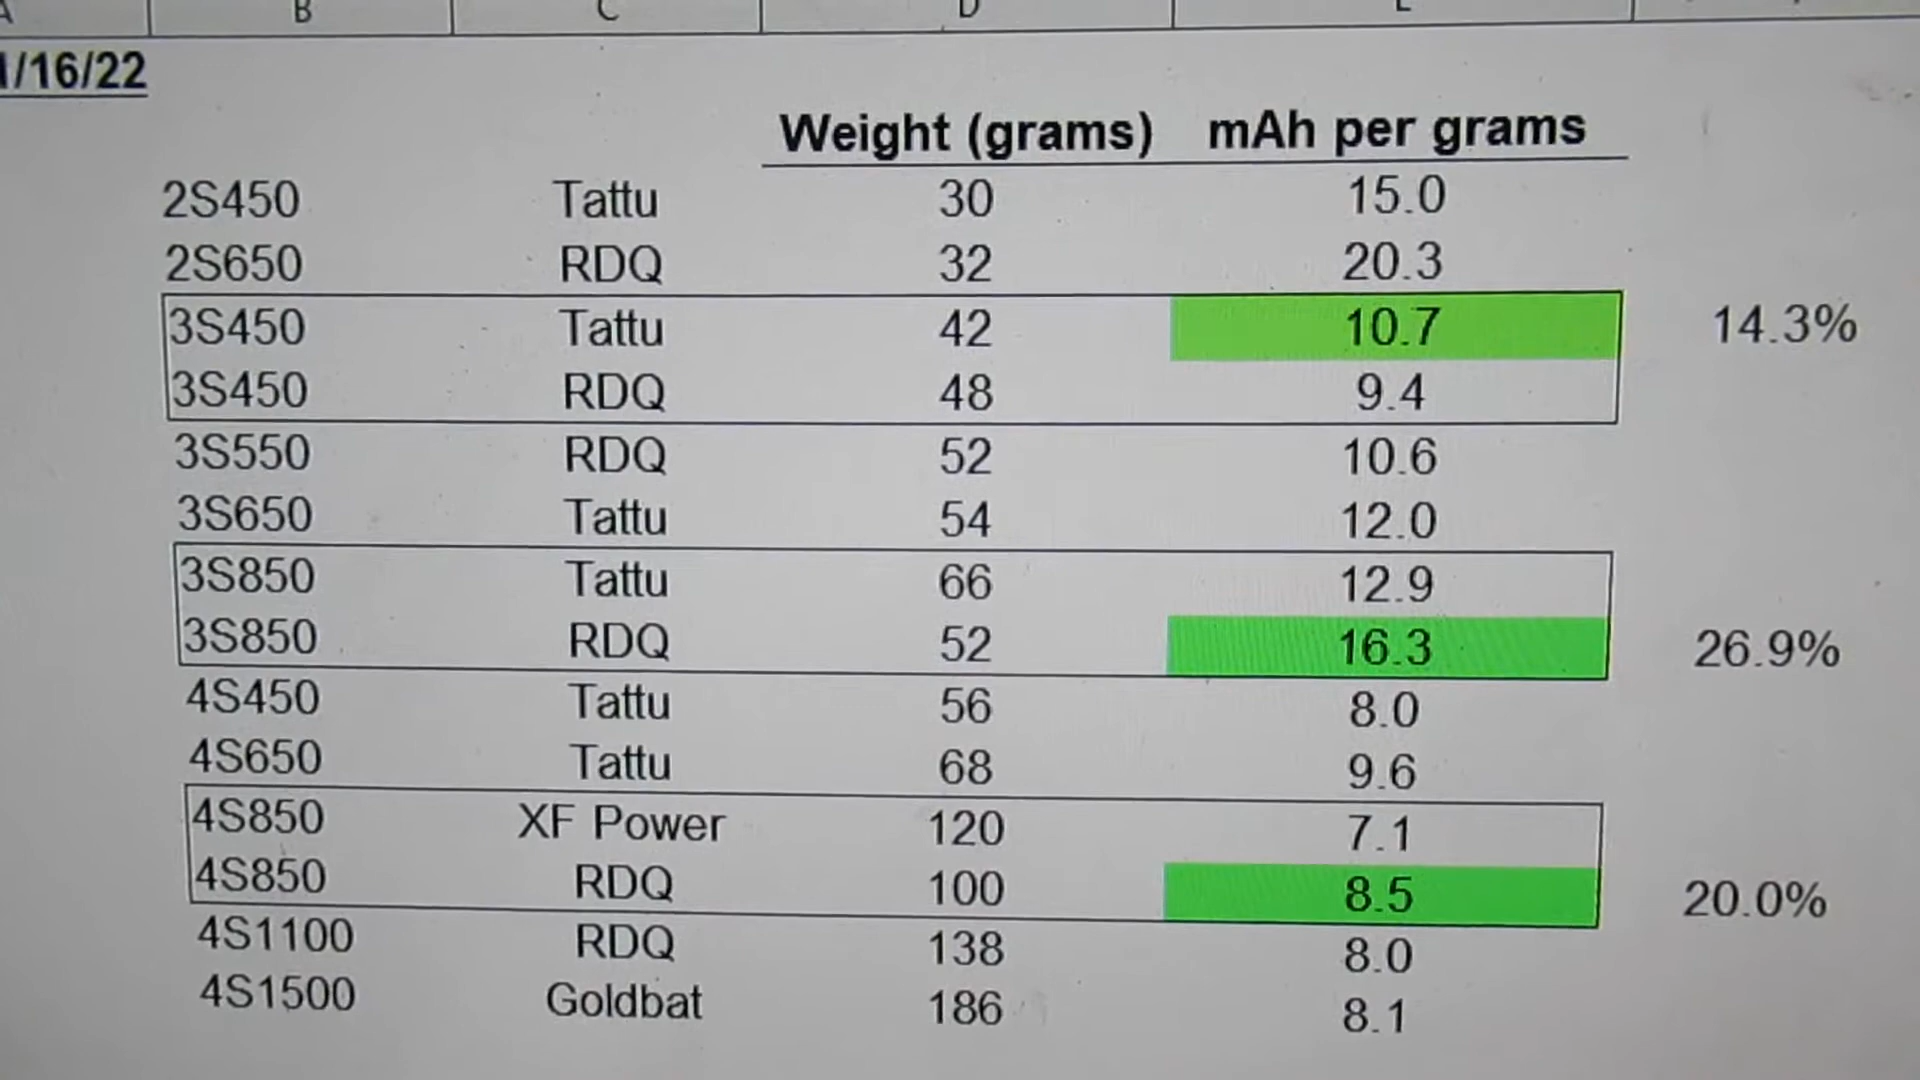 B C D E
1/16/22
Weight (grams) mAh per grams
2S450 Tattu 30 15.0
2S650 RDQ 32 20.3
3S450 Tattu 42 10.7 14.3%
3S450 RDQ 48 9.4
3S550 RDQ 52 10.6
3S650 Tattu 54 12.0
3S850 Tattu 66 12.9
3S850 RDQ 52 16.3 26.9%
4S450 Tattu 56 8.0
4S650 Tattu 68 9.6
4S850 XF Power 120 7.1
4S850 RDQ 100 8.5 20.0%
4S1100 RDQ 138 8.0
4S1500 Goldbat 186 8.1